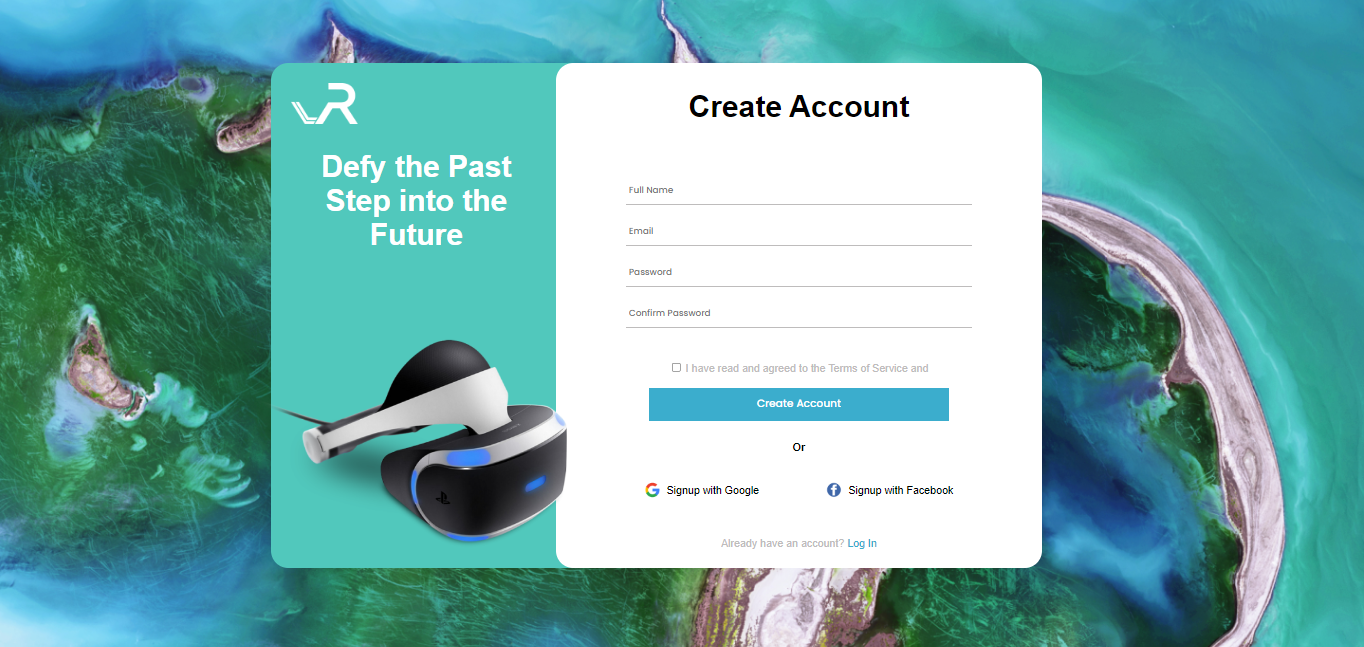 VR
Defy the Past
Step into the
Future
Create Account
Full Name
Email
Password
Confirm Password
I have read and agreed to the Terms of Service and
Create Account
Or
Signup with Google
Signup with Facebook
Already have an account? Log In